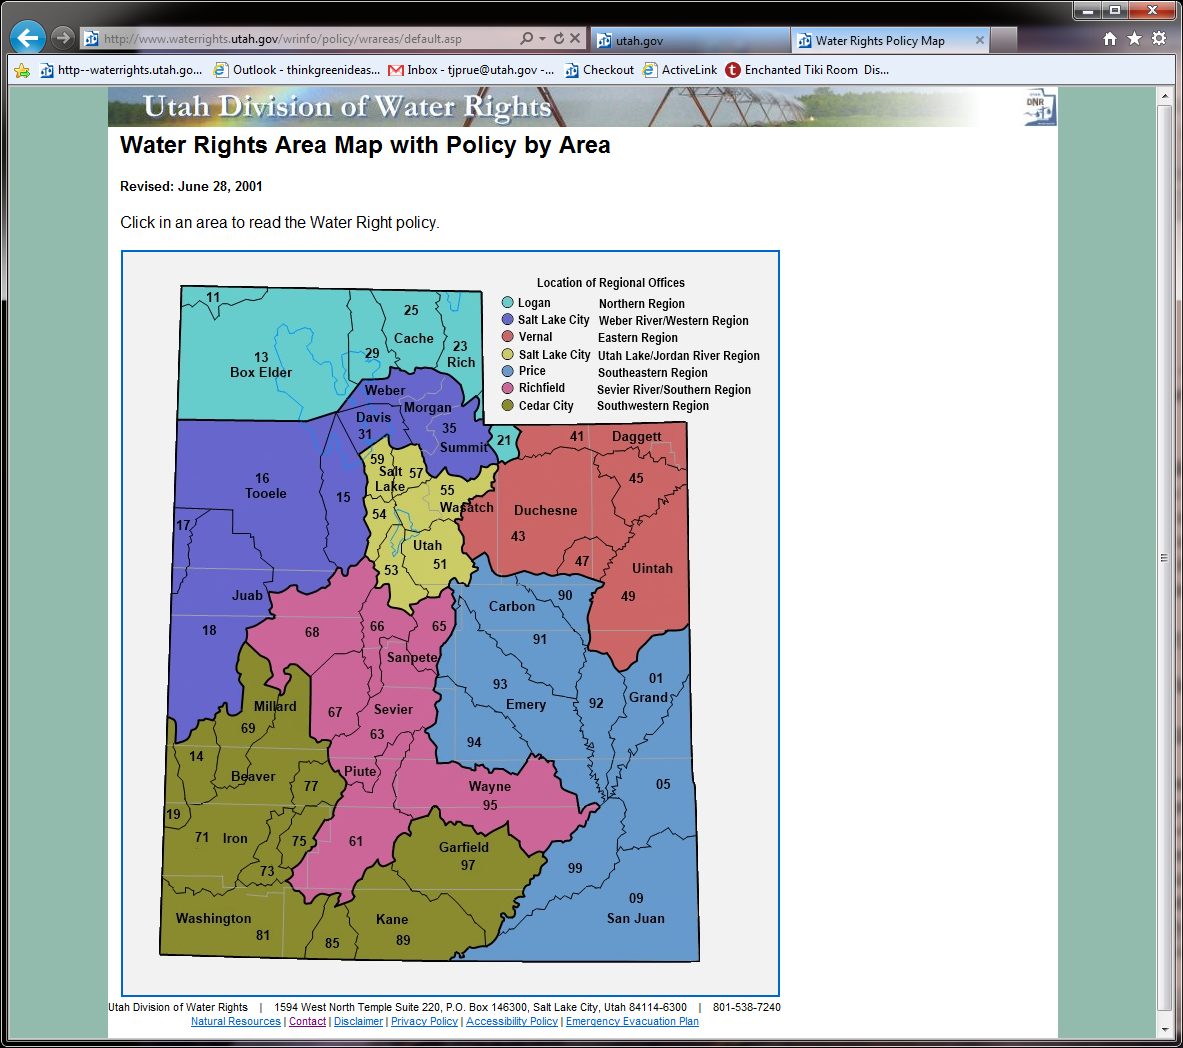 http://www.waterrights.utah.gov/wrinfo/policy/wrareas/default.asp
utah.gov
Water Rights Policy Map
http--waterrights.utah.go...
Outlook - thinkgreenideas...
Inbox - tjprue@utah.gov -...
Checkout
ActiveLink
Enchanted Tiki Room Dis...
Utah Division of Water Rights
UTAH
DNR
Water Rights Area Map with Policy by Area
Revised: June 28, 2001
Click in an area to read the Water Right policy.
Location of Regional Offices
Logan Northern Region
Salt Lake City Weber River/Western Region
Vernal Eastern Region
Salt Lake City Utah Lake/Jordan River Region
Price Southeastern Region
Richfield Sevier River/Southern Region
Cedar City Southwestern Region
11
25
Cache
23
Rich
29
13
Box Elder
Weber
Morgan
Davis
31
35
Summit
21
41
Daggett
59
Salt
Lake
57
45
16
Tooele
15
55
Wasatch
54
Duchesne
43
17
Utah
51
53
47
Uintah
49
Juab
Carbon
90
18
68
66
65
91
Sanpete
01
Grand
93
Emery
92
Millard
69
67
Sevier
63
94
14
Beaver
77
Piute
Wayne
95
05
19
71
Iron
75
61
73
Garfield
97
99
09
San Juan
Washington
81
85
Kane
89
Utah Division of Water Rights | 1594 West North Temple Suite 220, P.O. Box 146300, Salt Lake City, Utah 84114-6300 | 801-538-7240
Natural Resources | Contact | Disclaimer | Privacy Policy | Accessibility Policy | Emergency Evacuation Plan